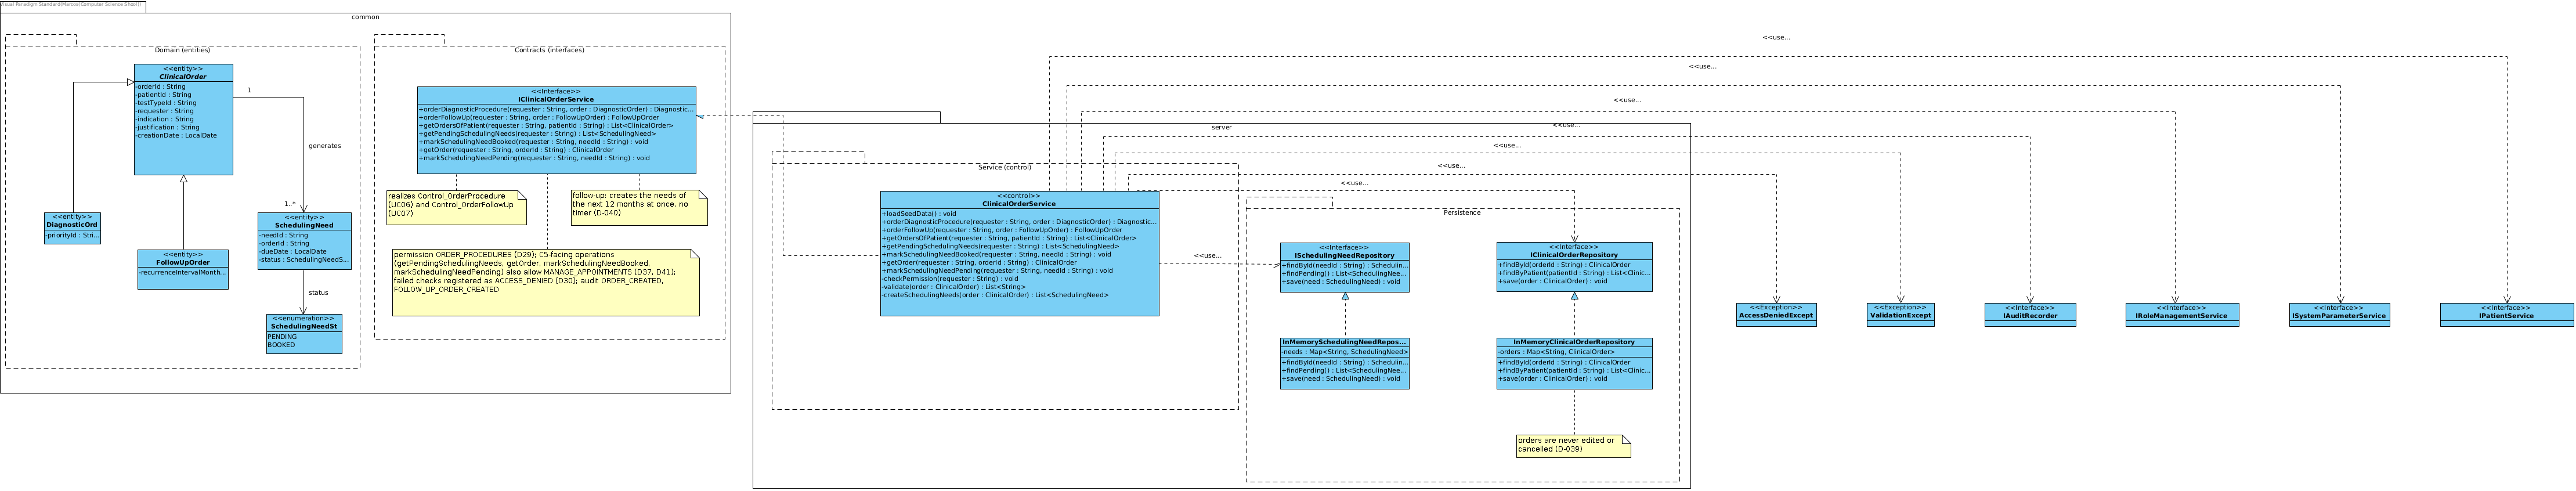 Visual Paradigm Standard(Marcos(Computer Science School))
common
Domain (entities)
<<entity>>
ClinicalOrder
-orderId : String
-patientId : String
-testTypeId : String
-requester : String
-indication : String
-justification : String
-creationDate : LocalDate
1
generates
1..*
<<entity>>
DiagnosticOrd
-priorityId : Stri...
<<entity>>
FollowUpOrder
-recurrenceIntervalMonth...
<<entity>>
SchedulingNeed
-needId : String
-orderId : String
-dueDate : LocalDate
-status : SchedulingNeedS...
status
<<enumeration>>
SchedulingNeedSt
PENDING
BOOKED
Contracts (interfaces)
<<Interface>>
IClinicalOrderService
+orderDiagnosticProcedure(requester : String, order : DiagnosticOrder) : Diagnostic...
+orderFollowUp(requester : String, order : FollowUpOrder) : FollowUpOrder
+getOrdersOfPatient(requester : String, patientId : String) : List<ClinicalOrder>
+getPendingSchedulingNeeds(requester : String) : List<SchedulingNeed>
+markSchedulingNeedBooked(requester : String, needId : String) : void
+getOrder(requester : String, orderId : String) : ClinicalOrder
+markSchedulingNeedPending(requester : String, needId : String) : void
realizes Control_OrderProcedure
(UC06) and Control_OrderFollowUp
(UC07)
follow-up: creates the needs of
the next 12 months at once, no
timer (D-040)
permission ORDER_PROCEDURES (D29); C5-facing operations
(getPendingSchedulingNeeds, getOrder, markSchedulingNeedBooked,
markSchedulingNeedPending) also allow MANAGE_APPOINTMENTS (D37, D41);
failed checks registered as ACCESS_DENIED (D30); audit ORDER_CREATED,
FOLLOW_UP_ORDER_CREATED
server
Service (control)
<<control>>
ClinicalOrderService
+loadSeedData() : void
+orderDiagnosticProcedure(requester : String, order : DiagnosticOrder) : Diagnostic...
+orderFollowUp(requester : String, order : FollowUpOrder) : FollowUpOrder
+getOrdersOfPatient(requester : String, patientId : String) : List<ClinicalOrder>
+getPendingSchedulingNeeds(requester : String) : List<SchedulingNeed>
+markSchedulingNeedBooked(requester : String, needId : String) : void
+getOrder(requester : String, orderId : String) : ClinicalOrder
+markSchedulingNeedPending(requester : String, needId : String) : void
-checkPermission(requester : String) : void
-validate(order : ClinicalOrder) : List<String>
-createSchedulingNeeds(order : ClinicalOrder) : List<SchedulingNeed>
<<use...
<<use...
<<use...
<<use...
<<use...
<<use...
<<use...
<<use...
Persistence
<<Interface>>
ISchedulingNeedRepository
+findById(needId : String) : Schedulin...
+findPending() : List<SchedulingNee...
+save(need : SchedulingNeed) : void
<<Interface>>
IClinicalOrderRepository
+findById(orderId : String) : ClinicalOrder
+findByPatient(patientId : String) : List<Clinic...
+save(order : ClinicalOrder) : void
InMemorySchedulingNeedRepos...
-needs : Map<String, SchedulingNeed>
+findById(needId : String) : Schedulin...
+findPending() : List<SchedulingNee...
+save(need : SchedulingNeed) : void
InMemoryClinicalOrderRepository
-orders : Map<String, ClinicalOrder>
+findById(orderId : String) : ClinicalOrder
+findByPatient(patientId : String) : List<Clinic...
+save(order : ClinicalOrder) : void
orders are never edited or
cancelled (D-039)
<<Exception>>
AccessDeniedExcept
<<Exception>>
ValidationExcept
<<Interface>>
IAuditRecorder
<<Interface>>
IRoleManagementService
<<Interface>>
ISystemParameterService
<<Interface>>
IPatientService